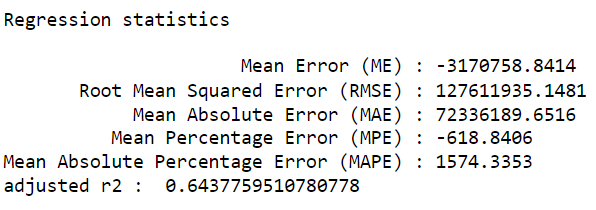 Regression statistics
Mean Error (ME) : -3170758.8414
Root Mean Squared Error (RMSE) : 127611935.1481
Mean Absolute Error (MAE) : 72336189.6516
Mean Percentage Error (MPE) : -618.8406
Mean Absolute Percentage Error (MAPE) : 1574.3353
adjusted r2 :  0.6437759510780778